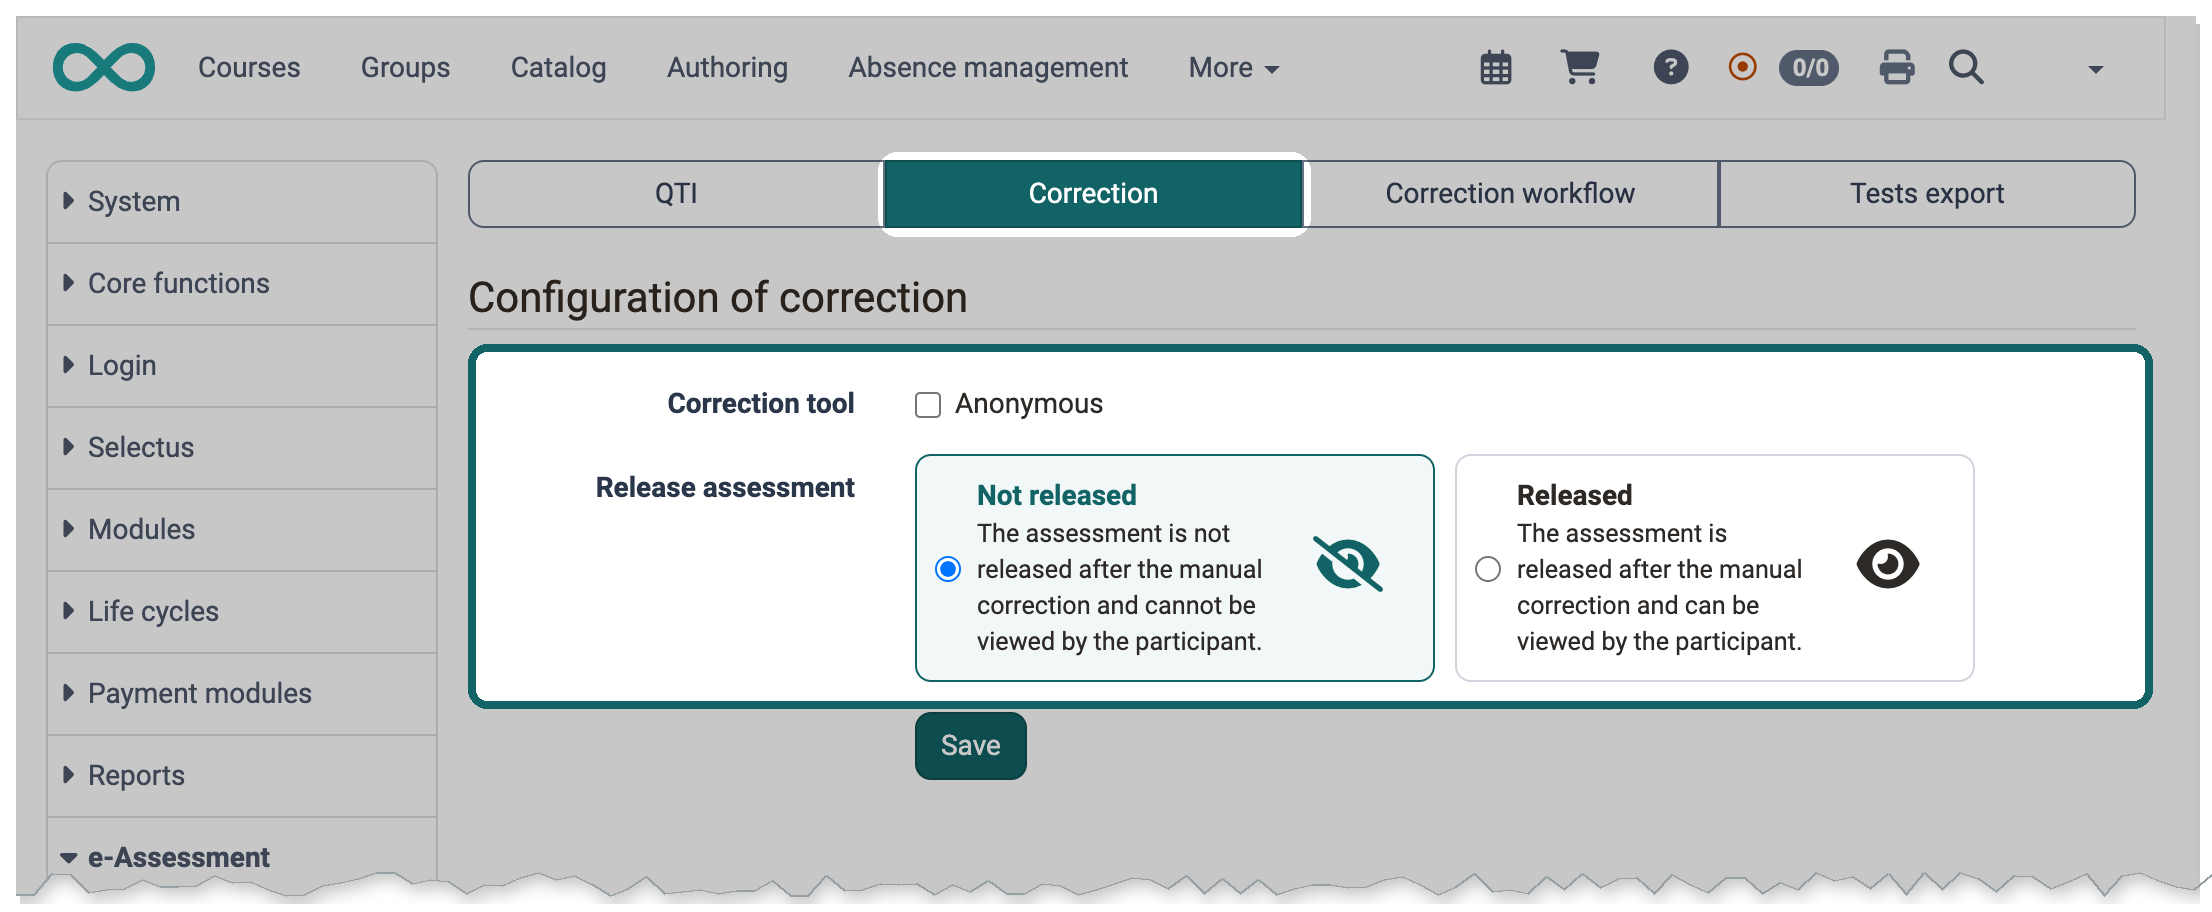 Courses Groups Catalog Authoring Absence management More ? 0/0
System
Core functions
Login
Selectus
Modules
Life cycles
Payment modules
Reports
e-Assessment
QTI Correction Correction workflow Tests export
Configuration of correction
Correction tool Anonymous
Release assessment
Not released
The assessment is not
released after the manual
correction and cannot be
viewed by the participant.
Released
The assessment is
released after the manual
correction and can be
viewed by the participant.
Save